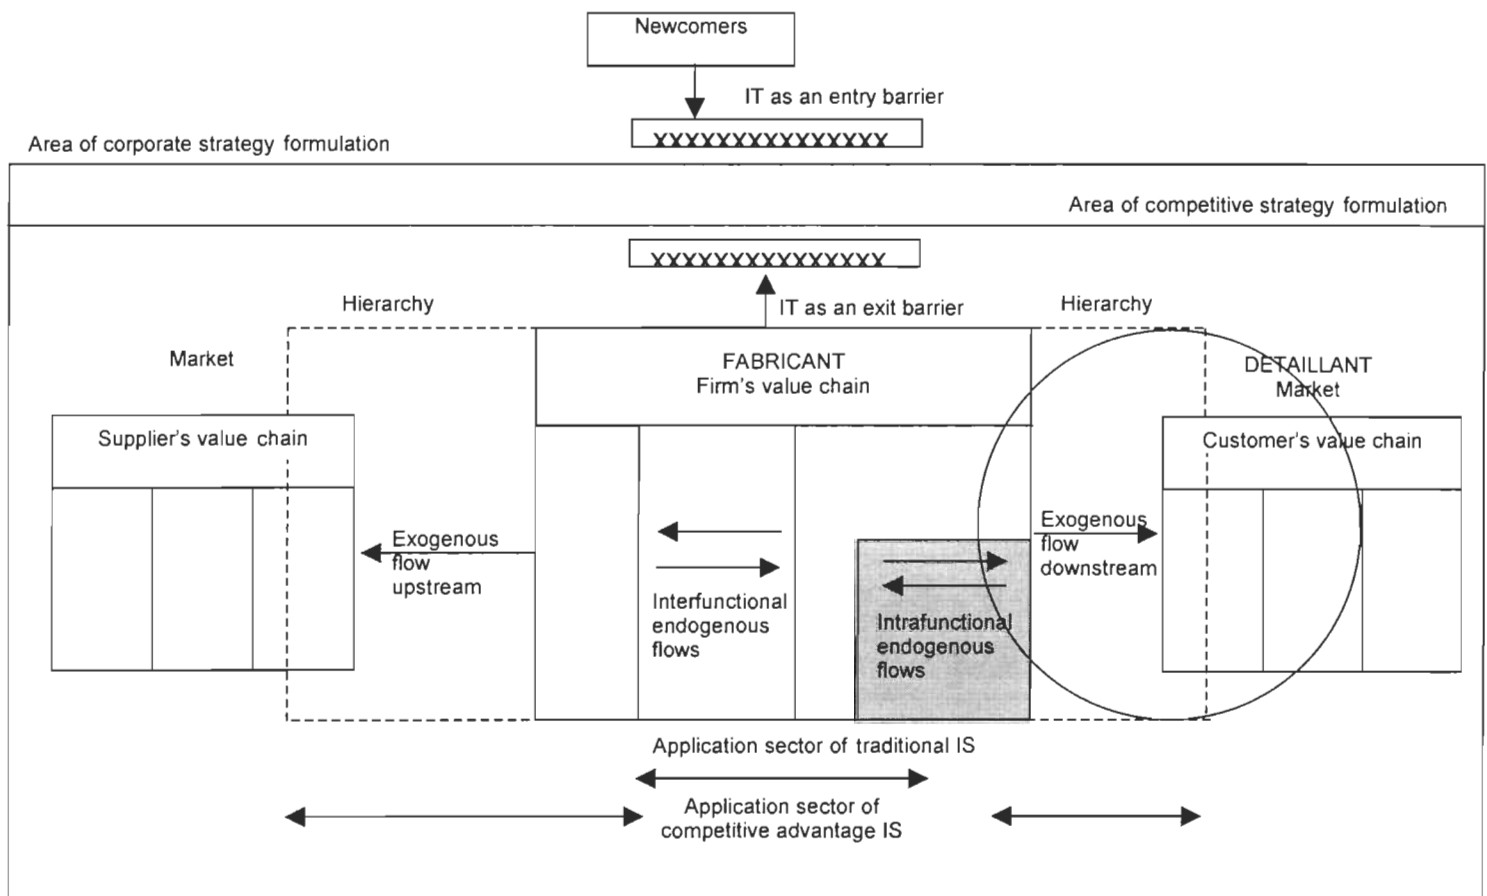 Newcomers
IT as an entry barrier
XXXXXXXXXXXXXXX
Area of corporate strategy formulation
Area of competitive strategy formulation
XXXXXXXXXXXXXXX
Hierarchy
IT as an exit barrier
Hierarchy
Market
FABRICANT
Firm's value chain
DETAILLANT
Market
Supplier's value chain
Customer's value chain
Exogenous
flow
upstream
Interfunctional
endogenous
flows
Intrafunctional
endogenous
flows
Exogenous
flow
downstream
Application sector of traditional IS
Application sector of
competitive advantage IS